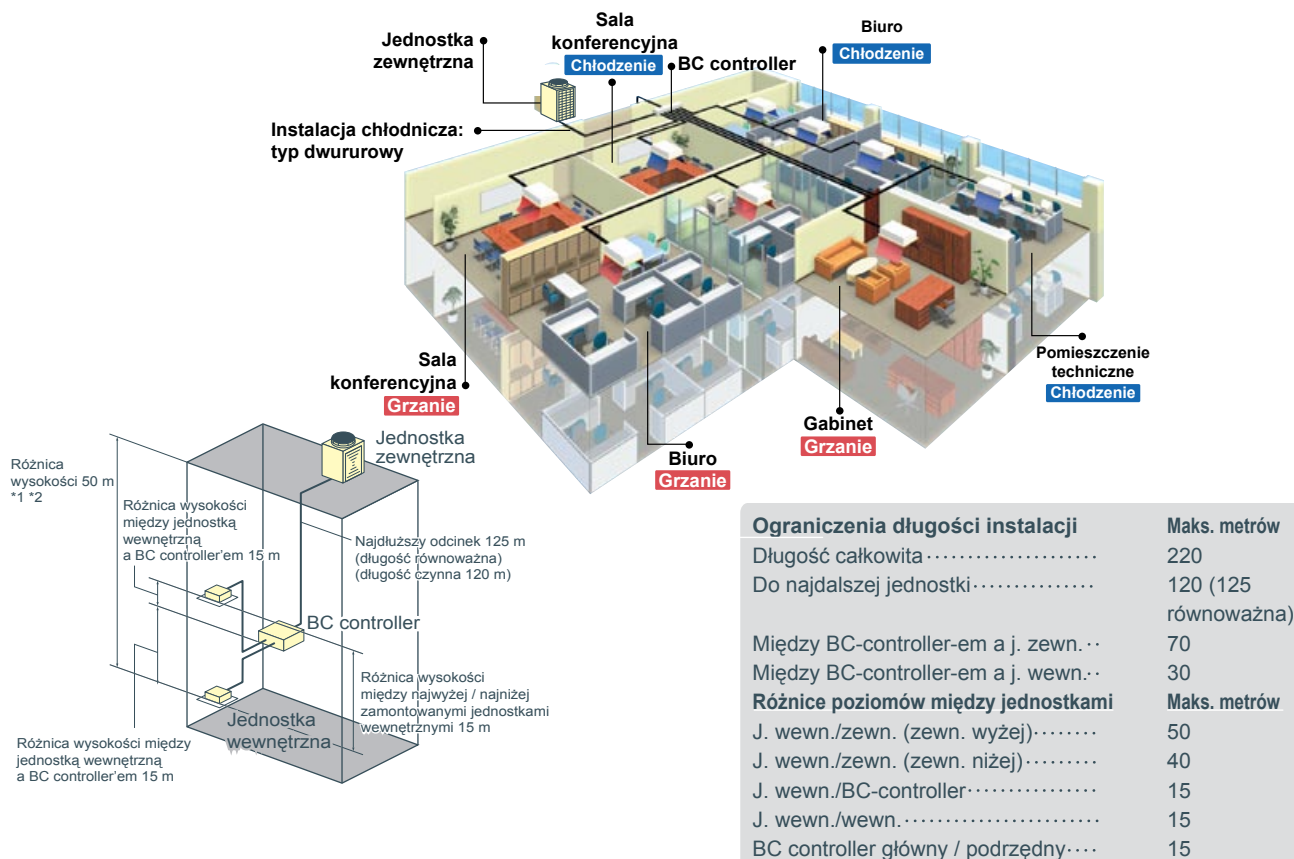 Sala
konferencyjna
Chłodzenie
Biuro
Chłodzenie
Jednostka
zewnętrzna
BC controller
Instalacja chłodnicza:
typ dwururowy
Sala
konferencyjna
Grzanie
Biuro
Grzanie
Gabinet
Grzanie
Pomieszczenie
techniczne
Chłodzenie
Jednostka
zewnętrzna
Różnica
wysokości 50 m
*1 *2
Różnica wysokości
między jednostką
wewnętrzną
a BC controller'em 15 m
Najdłuższy odcinek 125 m
(długość równoważna)
(długość czynna 120 m)
BC controller
Różnica wysokości
między najwyżej / najniżej
zamontowanymi jednostkami
wewnętrznymi 15 m
Jednostka
wewnętrzna
Różnica wysokości między
jednostką wewnętrzną
a BC controller'em 15 m
Ograniczenia długości instalacji Maks. metrów
Długość całkowita ...................... 220
Do najdalszej jednostki ............... 120 (125
równoważna)
Między BC-controller-em a j. zewn. ·· 70
Między BC-controller-em a j. wewn. ·· 30
Różnice poziomów między jednostkami Maks. metrów
J. wewn./zewn. (zewn. wyżej) ········ 50
J. wewn./zewn. (zewn. niżej) ········· 40
J. wewn./BC-controller ··············· 15
J. wewn./wewn. ························ 15
BC controller główny / podrzędny ···· 15